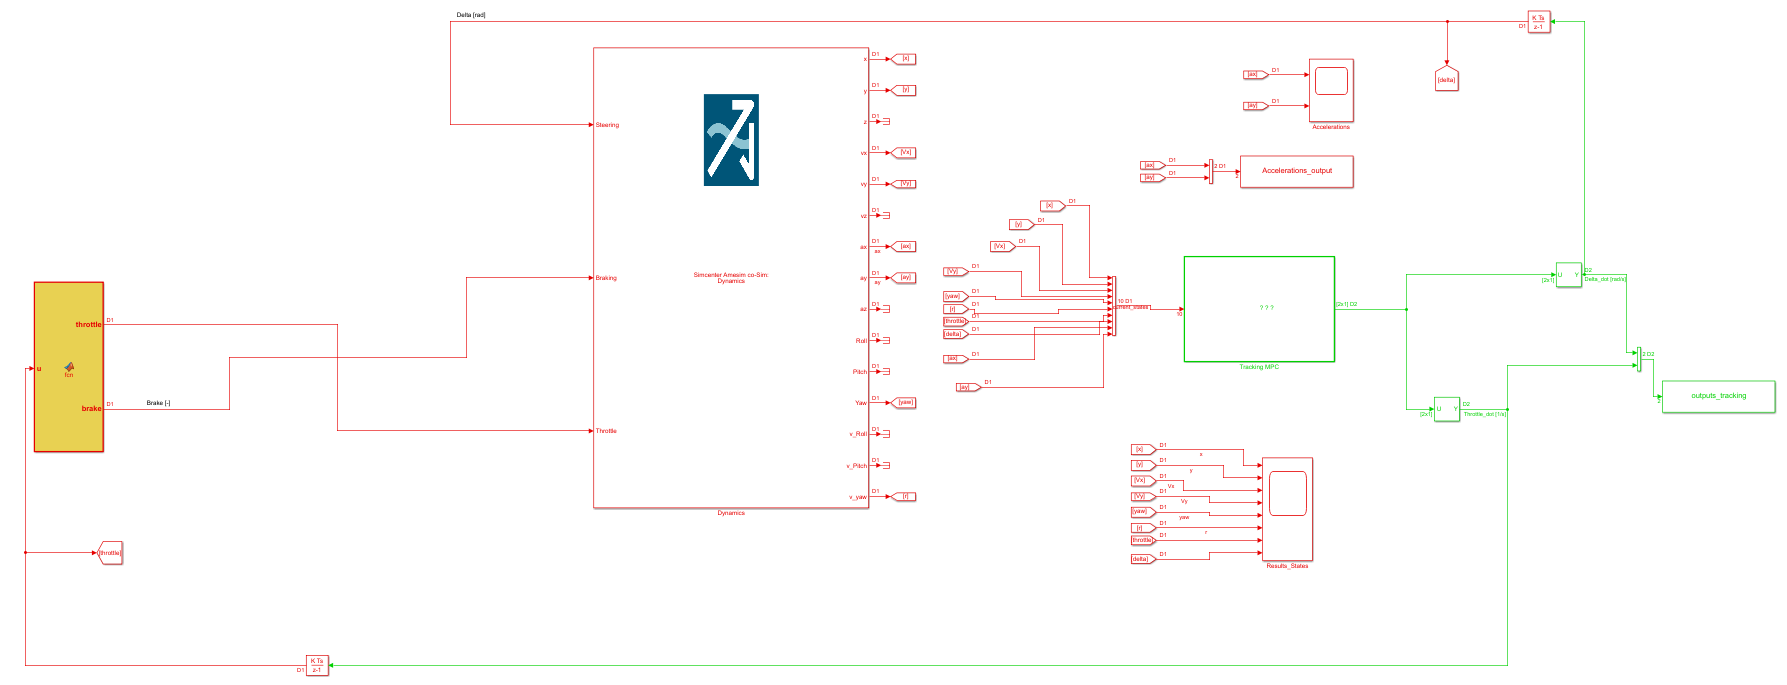 Delta [rad]
K Ts
z-1
D1
[delta]
Steering
Braking
Throttle
Simcenter Amesim co-Sim:
Dynamics
Dynamics
x
D1
[x]
y
D1
[y]
z
D1
vx
D1
[Vx]
vy
D1
[Vy]
vz
D1
ax
D1
ax
[ax]
ay
D1
ay
[ay]
az
D1
Roll
D1
Pitch
D1
Yaw
D1
[yaw]
v_Roll
D1
v_Pitch
D1
v_yaw
D1
[r]
throttle
D1
u
fcn
brake
D1
Brake [-]
[throttle]
K Ts
z-1
D1
[ax]
D1
[ay]
D1
Accelerations
[ax]
D1
[ay]
D1
2 D1
2
Accelerations_output
[x]
D1
[y]
D1
[Vx]
D1
[Vy]
D1
[yaw]
D1
[r]
D1
[throttle]
D1
[delta]
D1
[ax]
D1
[ay]
D1
10 D1
10
? ? ?
Tracking MPC
[2x1] D2
[2x1]
U
Y
D2
Delta_dot [rad/s]
[2x1]
U
Y
D2
Throttle_dot [1/s]
2 D2
2
outputs_tracking
[x]
D1
x
[y]
D1
y
[Vx]
D1
Vx
[Vy]
D1
Vy
[yaw]
D1
yaw
[r]
D1
r
[throttle]
D1
[delta]
D1
Results_States